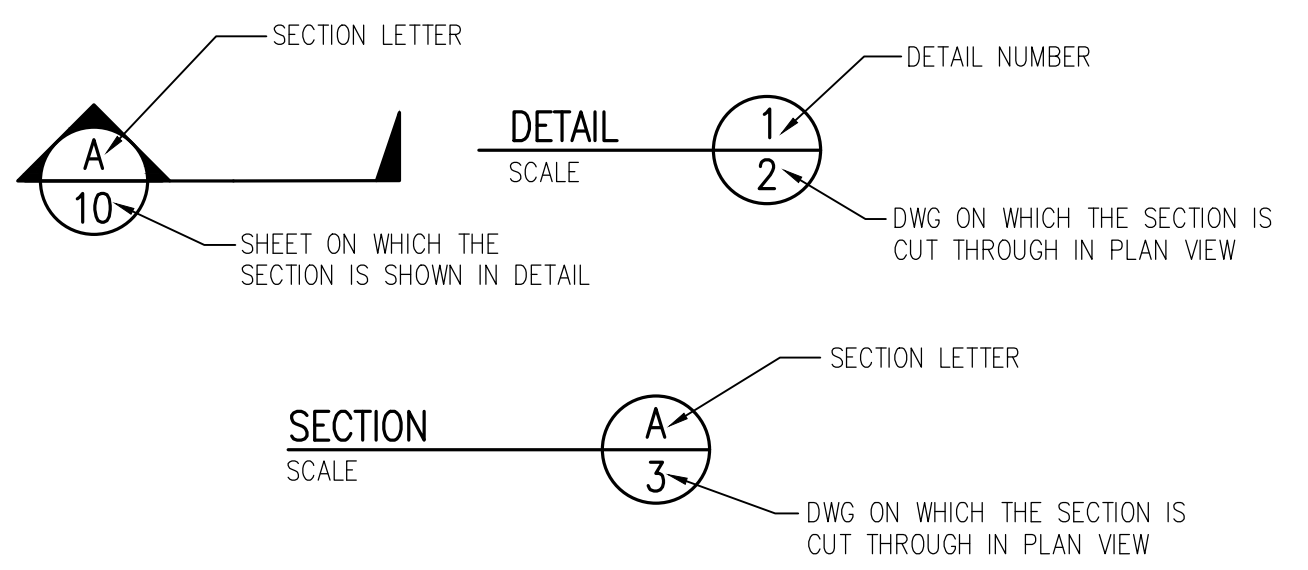 SECTION LETTER
A
10
SHEET ON WHICH THE
SECTION IS SHOWN IN DETAIL
DETAIL
SCALE
1
2
DETAIL NUMBER
DWG ON WHICH THE SECTION IS
CUT THROUGH IN PLAN VIEW
SECTION
SCALE
A
3
SECTION LETTER
DWG ON WHICH THE SECTION IS
CUT THROUGH IN PLAN VIEW